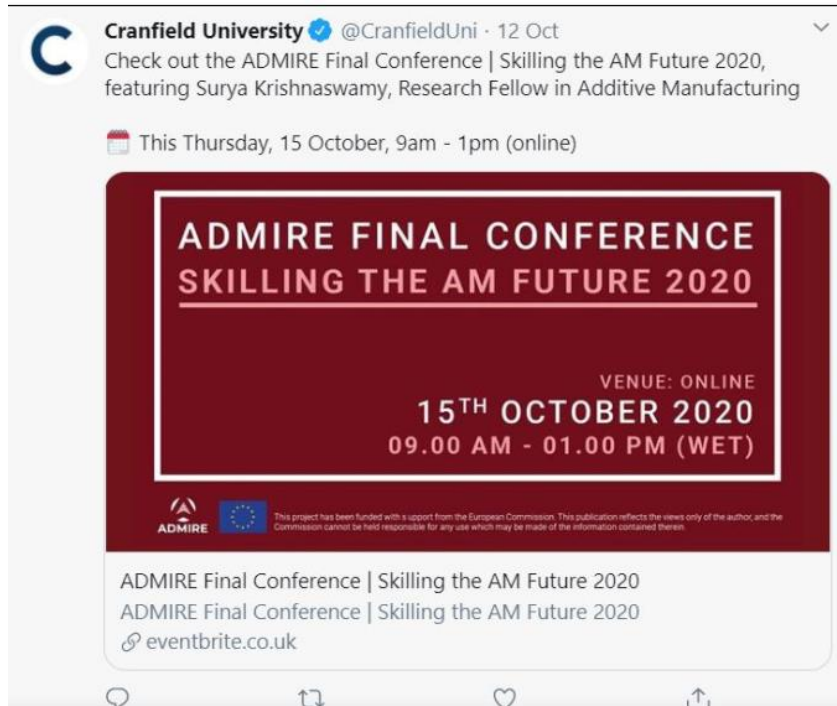 Cranfield University @CranfieldUni · 12 Oct
Check out the ADMIRE Final Conference | Skilling the AM Future 2020,
featuring Surya Krishnaswamy, Research Fellow in Additive Manufacturing
This Thursday, 15 October, 9am - 1pm (online)
ADMIRE FINAL CONFERENCE
SKILLING THE AM FUTURE 2020
VENUE: ONLINE
15TH OCTOBER 2020
09.00 AM - 01.00 PM (WET)
ADMIRE
This project has been funded with s upport from the European Commission. This publication reflects the views only of the author, and the
Commission cannot be held responsible for any use which may be made of the information contained therein.
ADMIRE Final Conference | Skilling the AM Future 2020
ADMIRE Final Conference | Skilling the AM Future 2020
eventbrite.co.uk